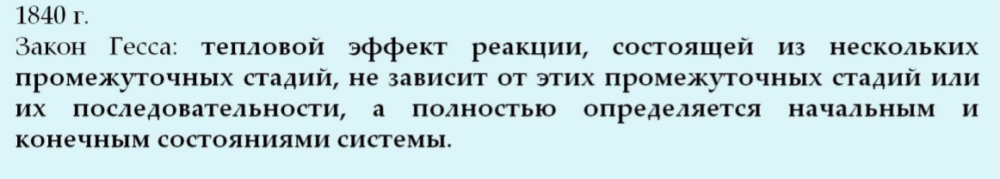 1840 г.
Закон Гесса: тепловой эффект реакции, состоящей из нескольких
промежуточных стадий, не зависит от этих промежуточных стадий или
их последовательности, а полностью определяется начальным и
конечным состояниями системы.